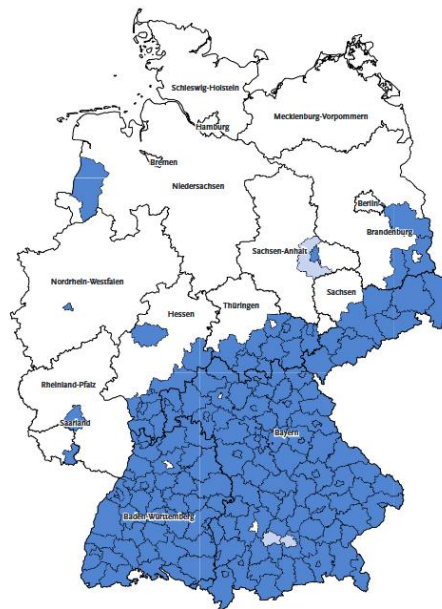 Schleswig-Holstein
Mecklenburg-Vorpommern
Hamburg
Bremen
Niedersachsen
Berlin
Brandenburg
Sachsen-Anhalt
Nordrhein-Westfalen
Hessen
Thüringen
Sachsen
Rheinland-Pfalz
Saarland
Bayern
Baden-Württemberg